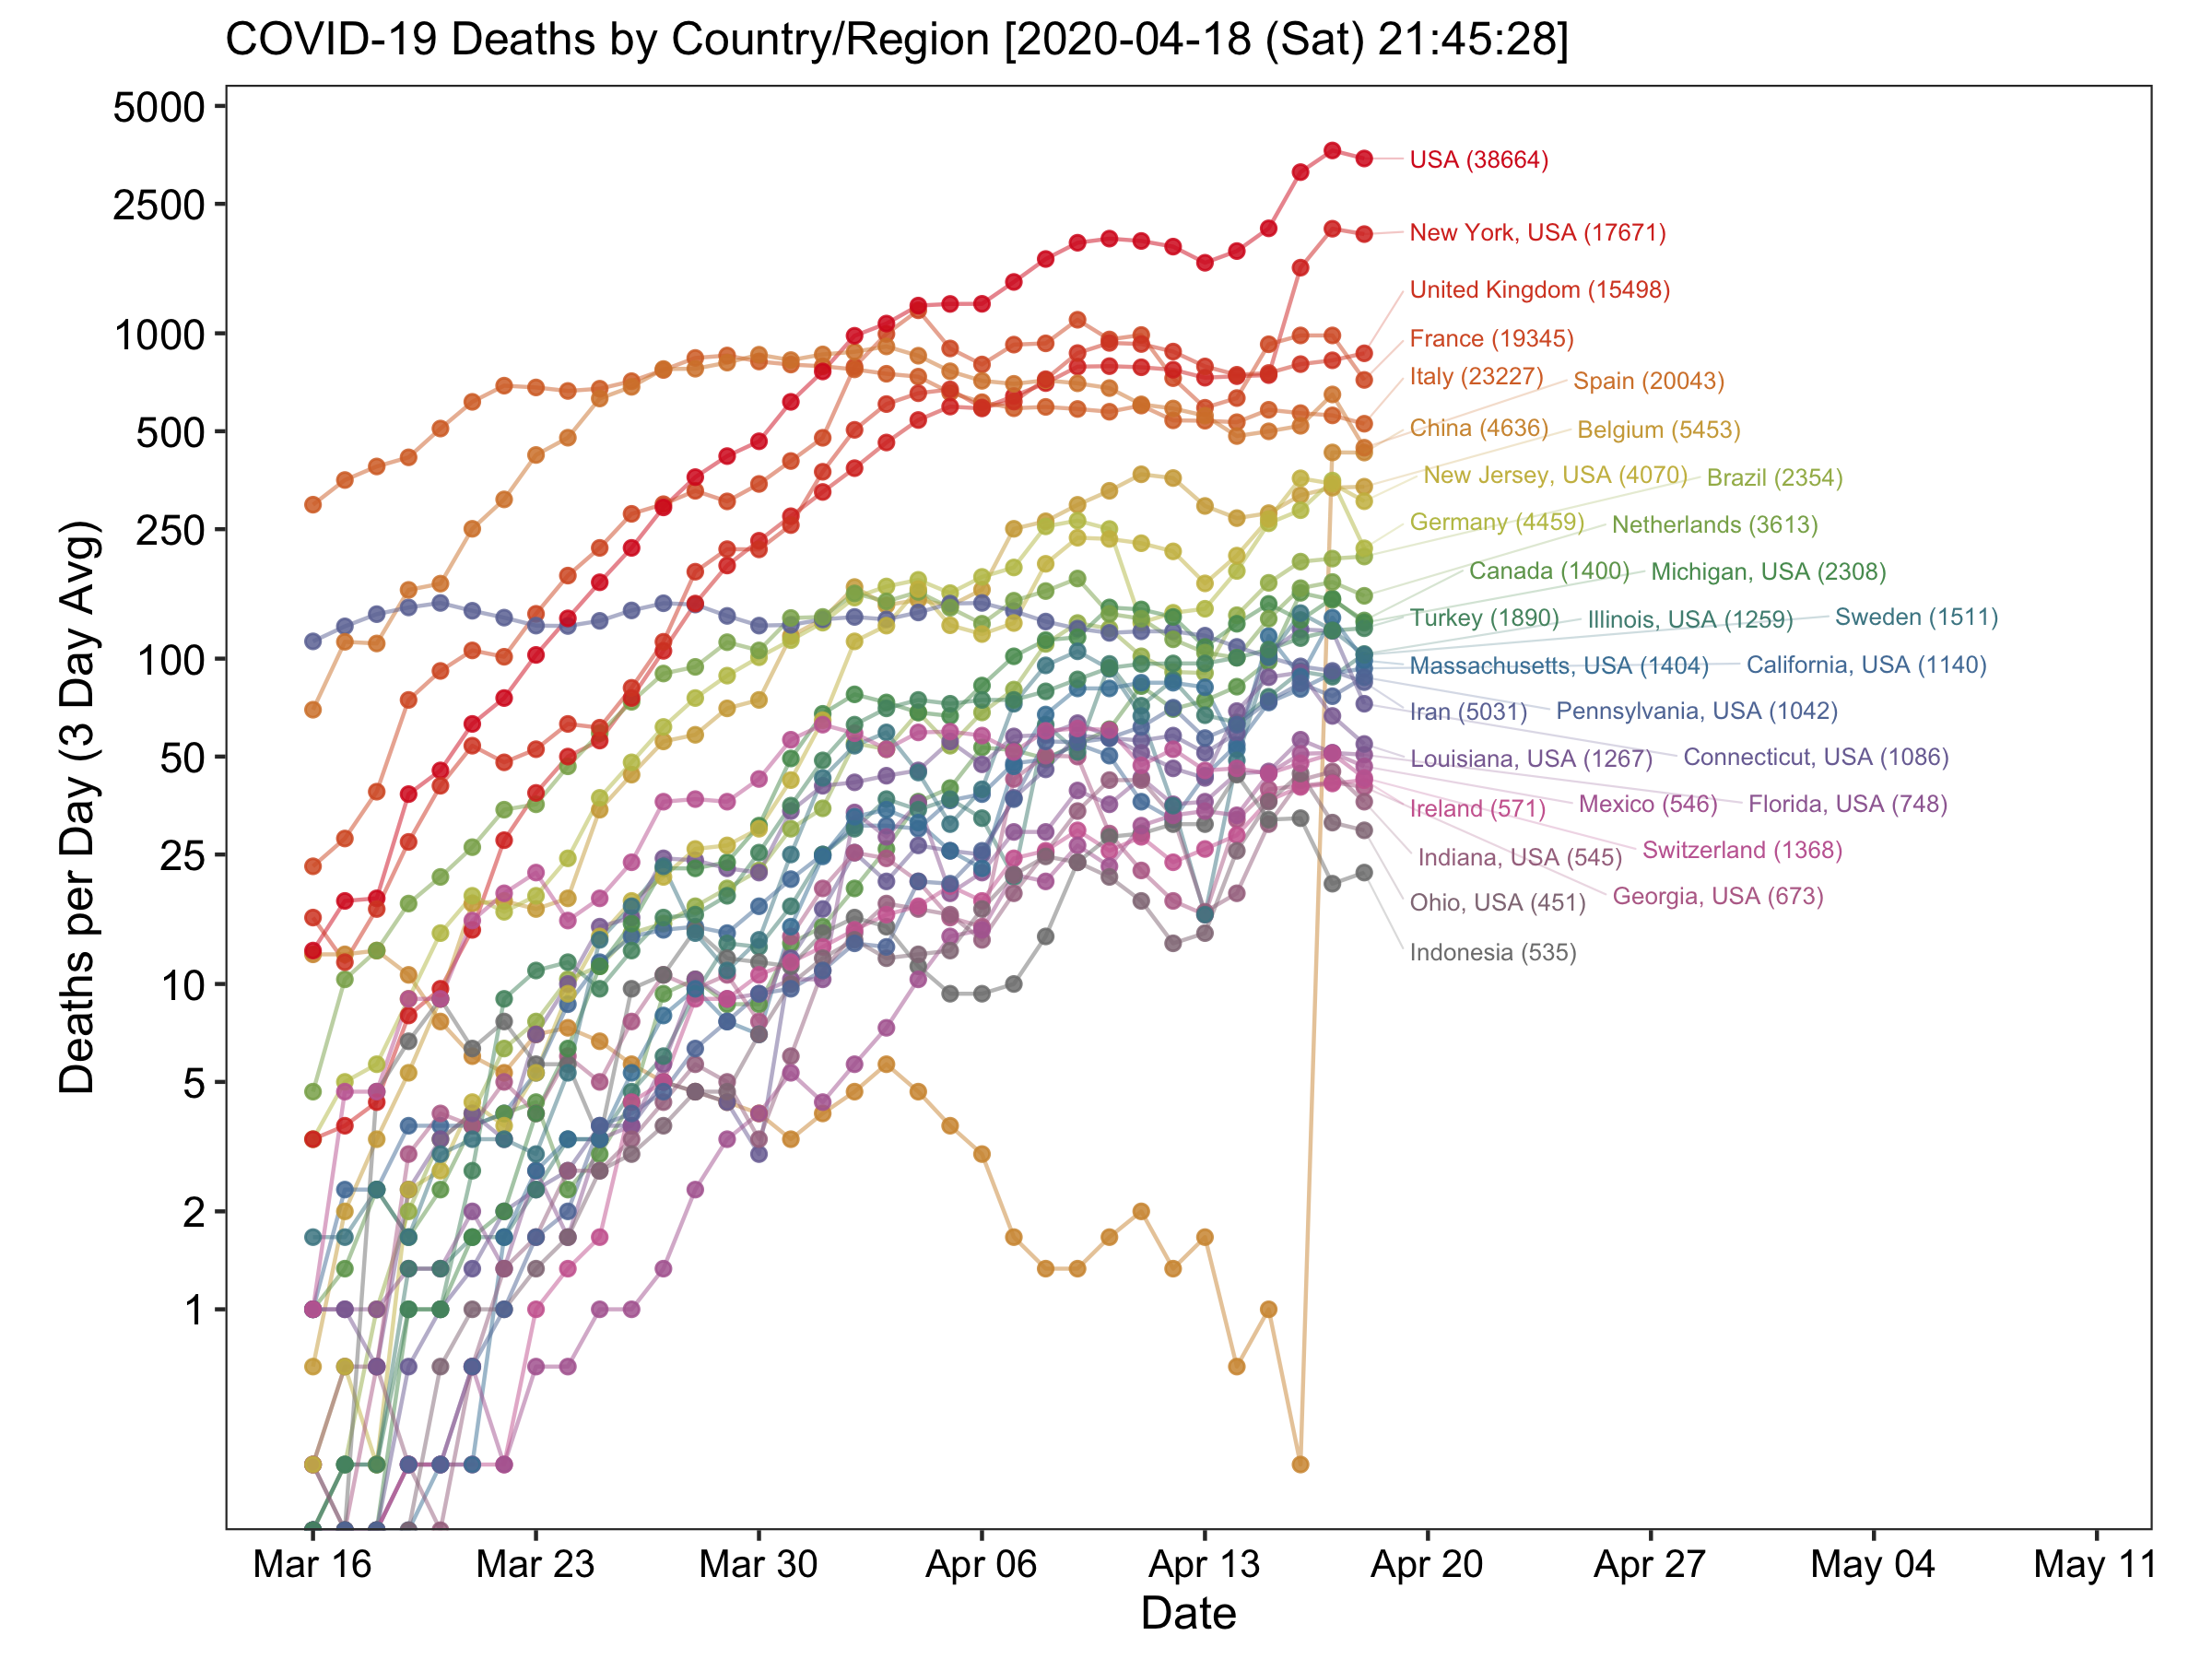 COVID-19 Deaths by Country/Region [2020-04-18 (Sat) 21:45:28]
5000
2500
1000
500
250
100
50
25
10
5
2
1
Deaths per Day (3 Day Avg)
USA (38664)
New York, USA (17671)
United Kingdom (15498)
France (19345)
Italy (23227) Spain (20043)
China (4636) Belgium (5453)
New Jersey, USA (4070) Brazil (2354)
Germany (4459) Netherlands (3613)
Canada (1400) Michigan, USA (2308)
Turkey (1890) Illinois, USA (1259) Sweden (1511)
Massachusetts, USA (1404) California, USA (1140)
Iran (5031) Pennsylvania, USA (1042)
Louisiana, USA (1267) Connecticut, USA (1086)
Ireland (571) Mexico (546) Florida, USA (748)
Indiana, USA (545) Switzerland (1368)
Ohio, USA (451) Georgia, USA (673)
Indonesia (535)
Mar 16 Mar 23 Mar 30 Apr 06 Apr 13 Apr 20 Apr 27 May 04 May 11
Date